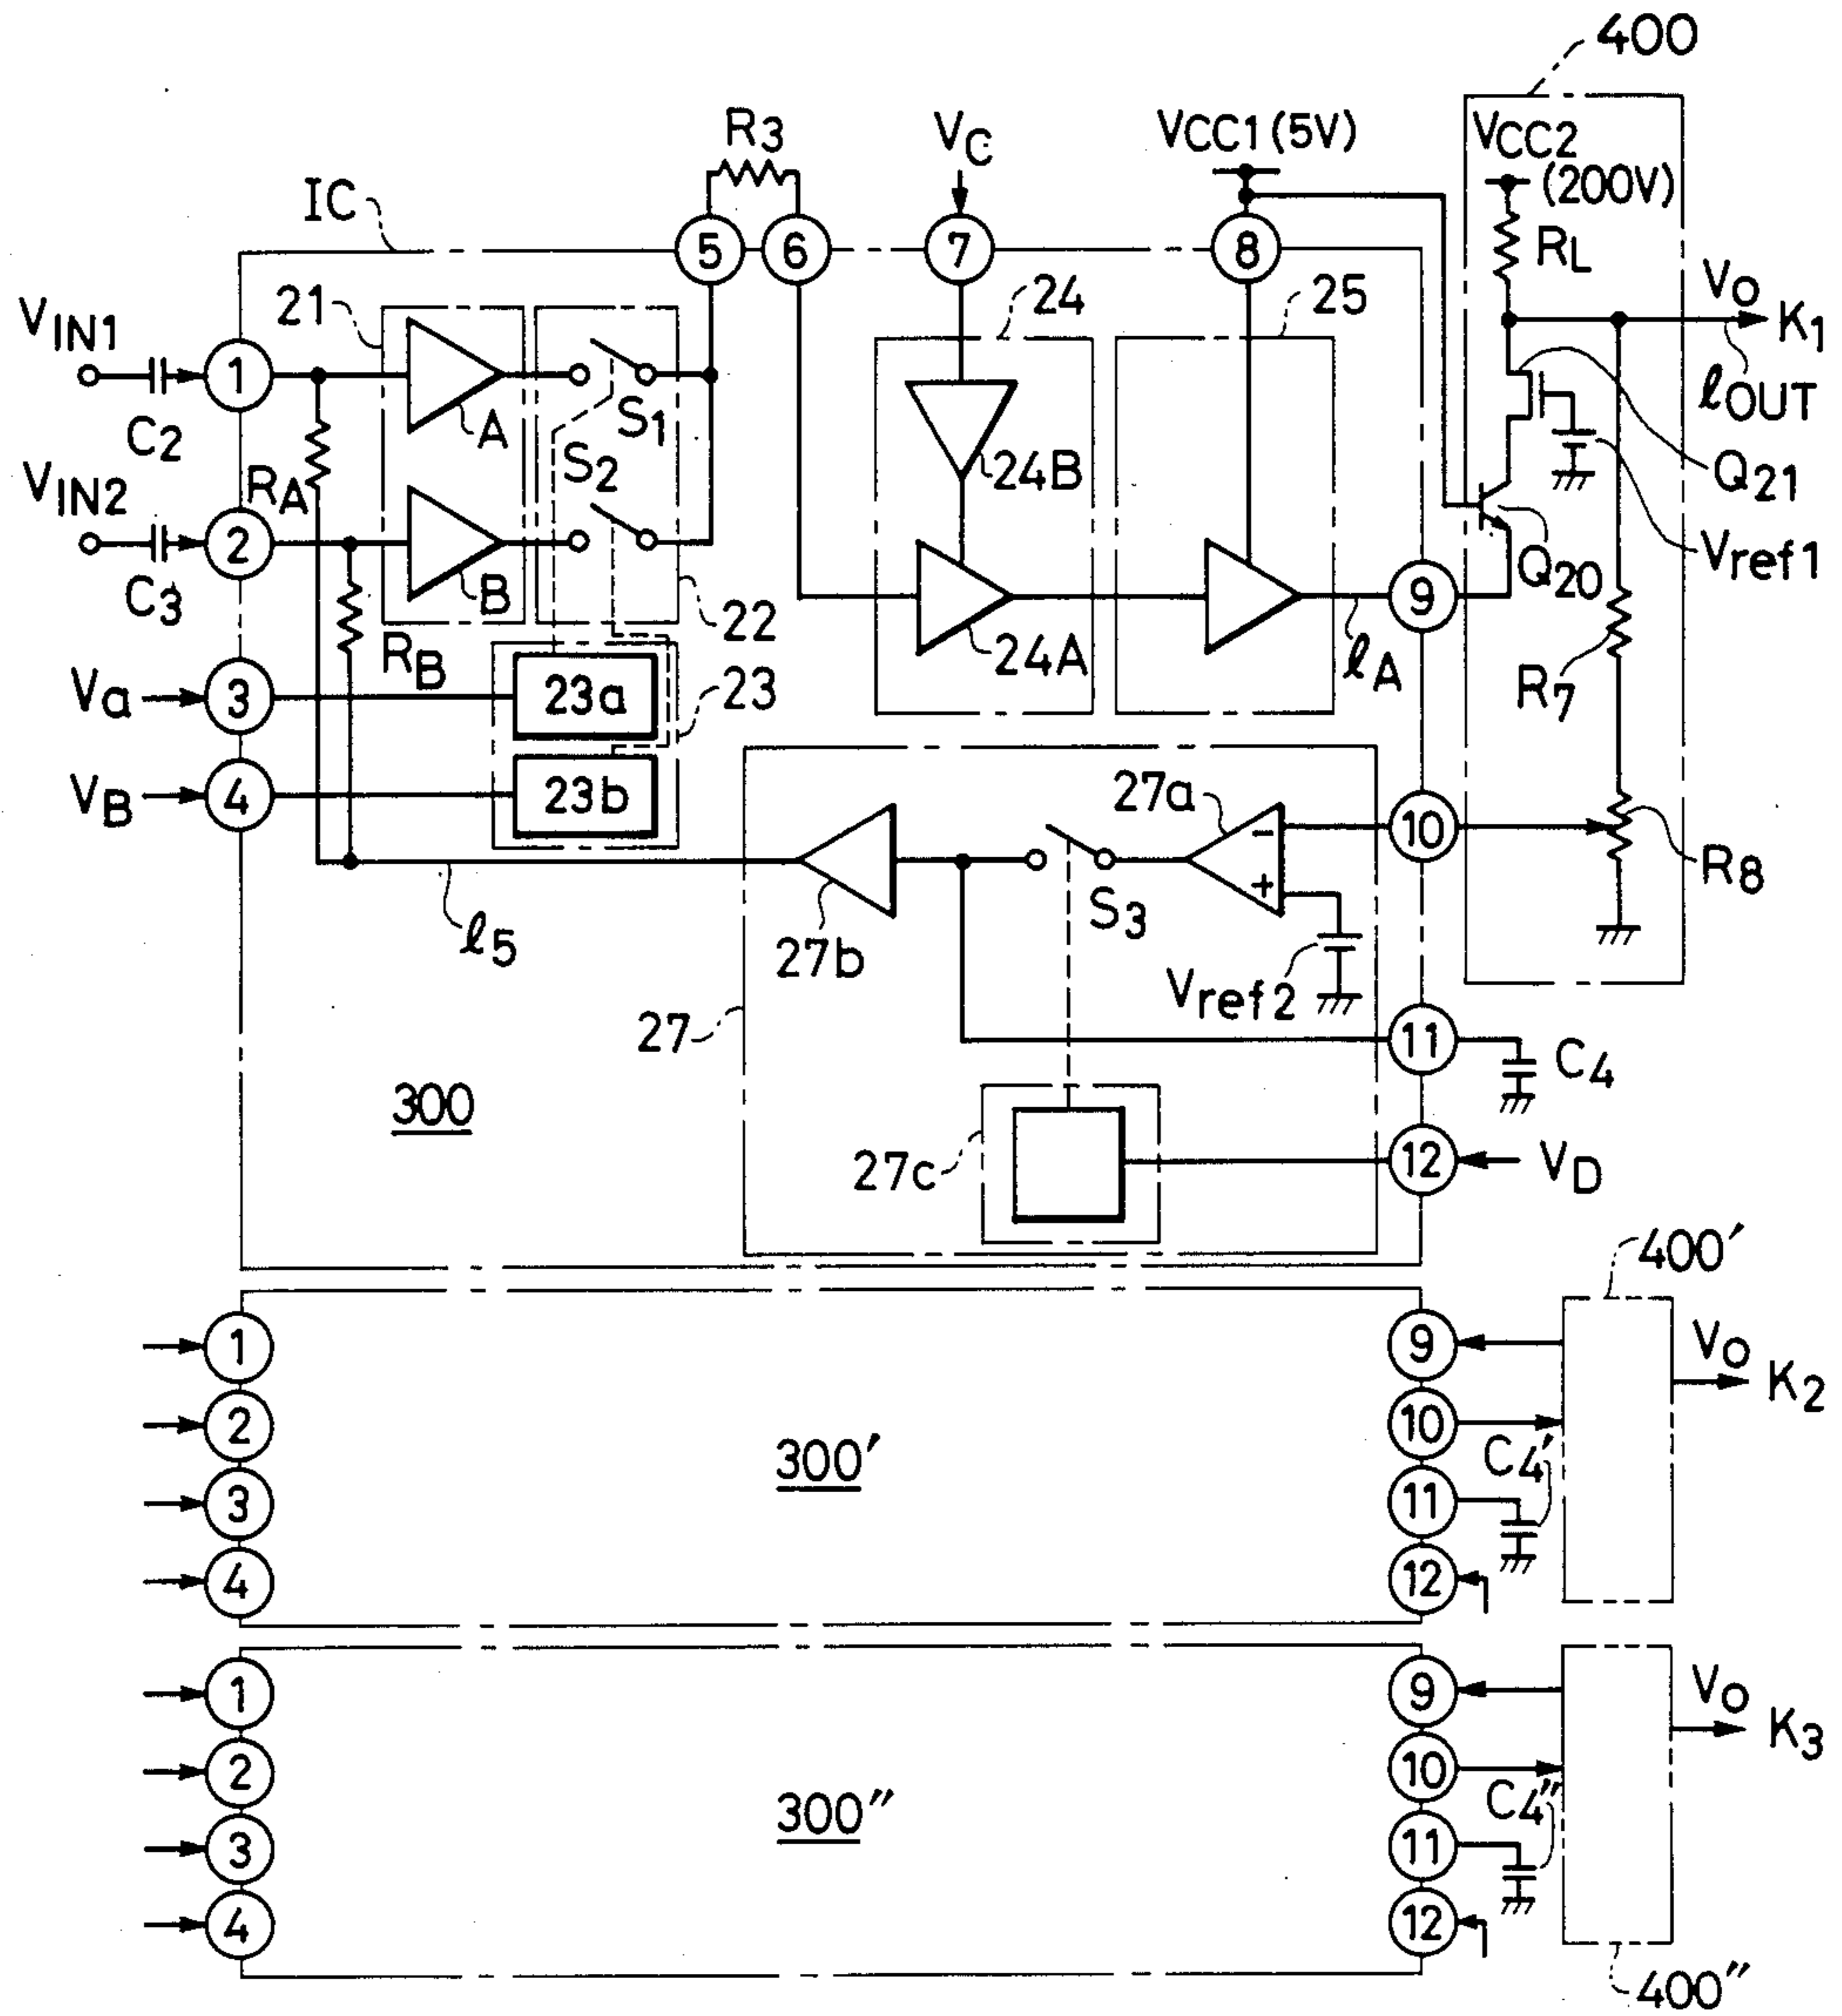 400
R3
VC
VCC1 (5V)
VCC2
(200V)
IC
5
6
7
8
RL
VO
K1
21
24
25
VIN1
1
C2
A
S1
S2
24B
ℓOUT
Q21
VIN2
RA
2
C3
B
22
24A
ℓA
9
Q20
Vref1
RB
R7
Va
3
23a
23
VB
4
23b
27a
−
+
10
R8
ℓ5
27b
S3
Vref2
27
11
C4
300
27c
12
VD
400′
1
2
3
4
300′
9
10
11
12
C4′
VO
K2
1
2
3
4
300″
9
10
11
12
C4″
VO
K3
400″